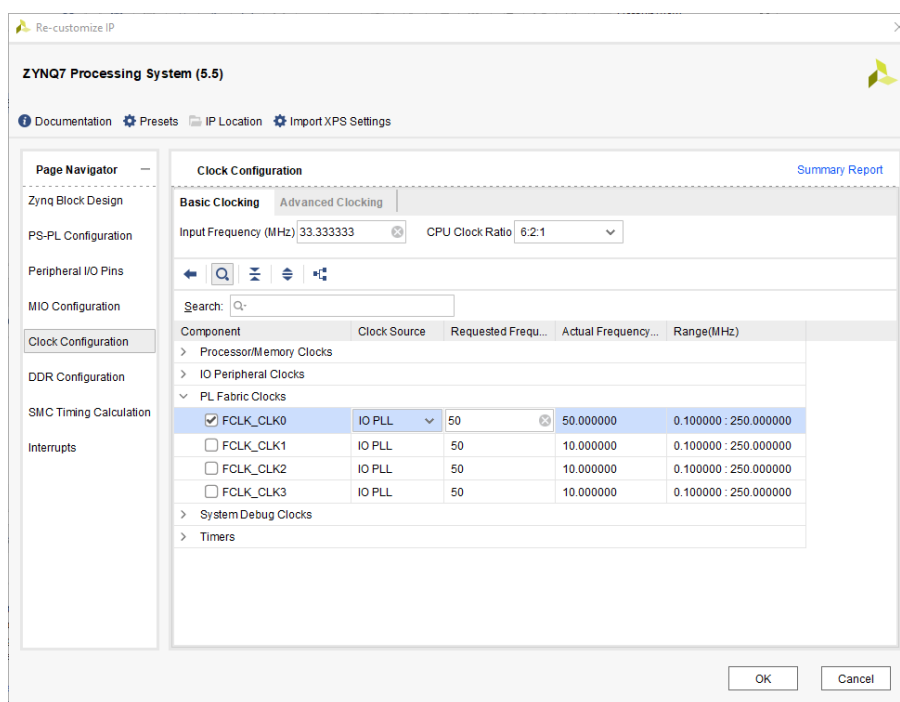 Re-customize IP
ZYNQ7 Processing System (5.5)
Documentation Presets IP Location Import XPS Settings
Page Navigator
Zynq Block Design
PS-PL Configuration
Peripheral I/O Pins
MIO Configuration
Clock Configuration
DDR Configuration
SMC Timing Calculation
Interrupts
Clock Configuration Summary Report
Basic Clocking Advanced Clocking
Input Frequency (MHz) 33.333333 CPU Clock Ratio 6:2:1
Search:
Component Clock Source Requested Frequ... Actual Frequency... Range(MHz)
Processor/Memory Clocks
IO Peripheral Clocks
PL Fabric Clocks
FCLK_CLK0 IO PLL 50 50.000000 0.100000 : 250.000000
FCLK_CLK1 IO PLL 50 10.000000 0.100000 : 250.000000
FCLK_CLK2 IO PLL 50 10.000000 0.100000 : 250.000000
FCLK_CLK3 IO PLL 50 10.000000 0.100000 : 250.000000
System Debug Clocks
Timers
OK Cancel